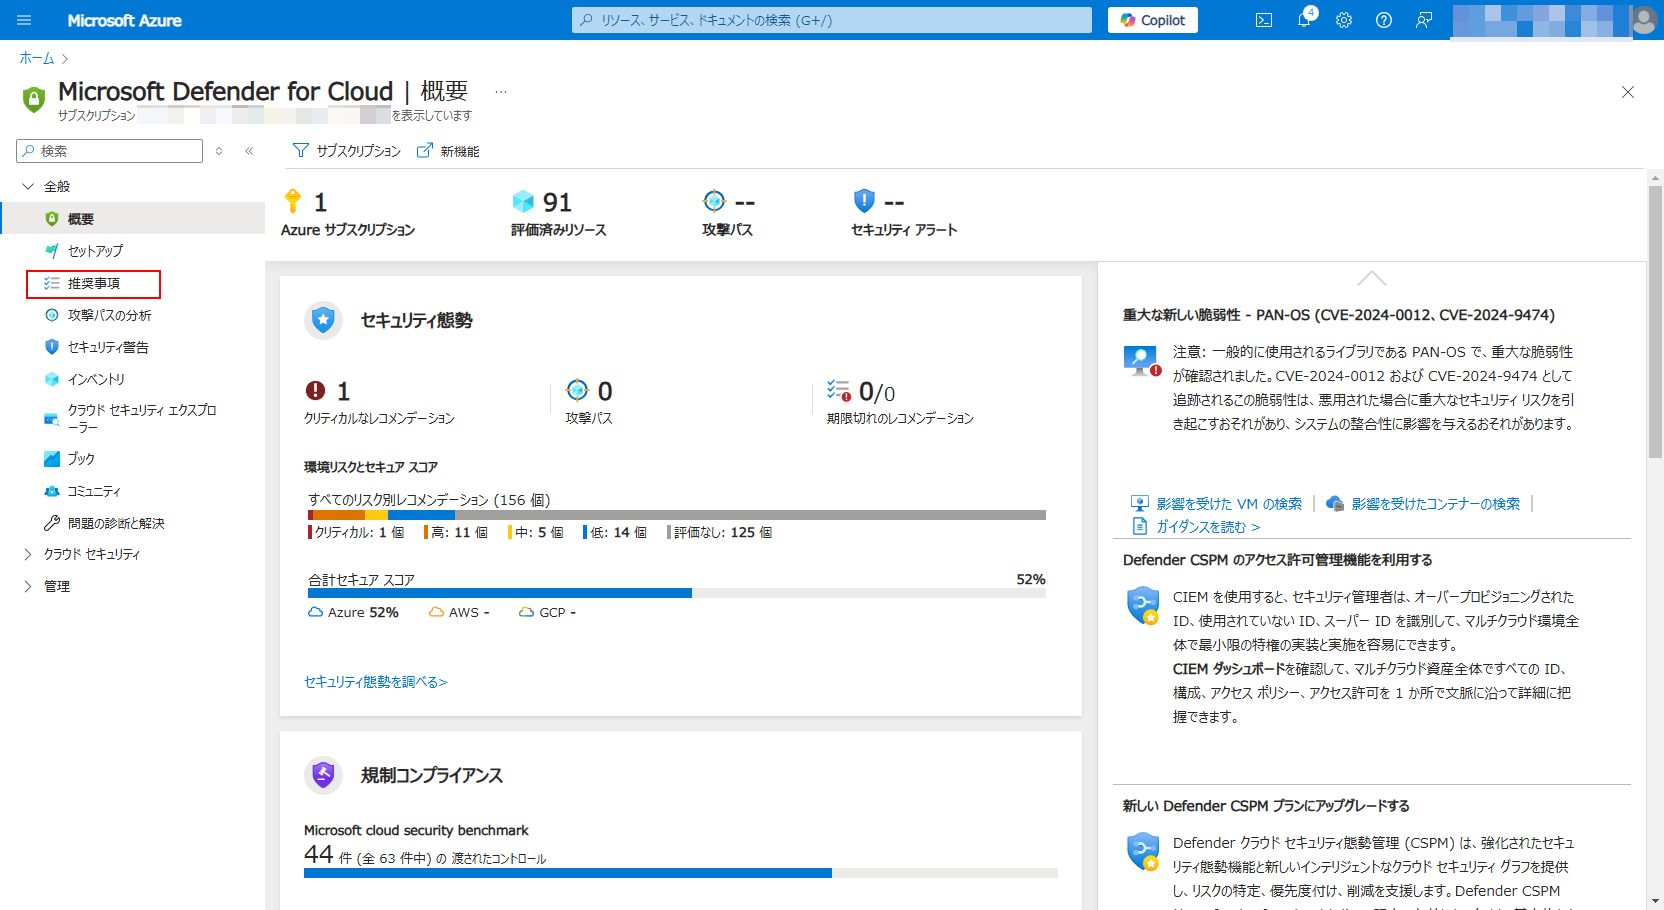 Microsoft Azure
リソース、サービス、ドキュメントの検索 (G+/)
Copilot
4
ホーム
Microsoft Defender for Cloud | 概要
サブスクリプション
を表示しています
検索
サブスクリプション
新機能
全般
概要
セットアップ
推奨事項
攻撃パスの分析
セキュリティ警告
インベントリ
クラウド セキュリティ エクスプロ
ーラー
ブック
コミュニティ
問題の診断と解決
クラウド セキュリティ
管理
1
Azure サブスクリプション
91
評価済みリソース
--
攻撃パス
--
セキュリティ アラート
セキュリティ態勢
1
クリティカルなレコメンデーション
0
攻撃パス
0/0
期限切れのレコメンデーション
環境リスクとセキュア スコア
すべてのリスク別レコメンデーション (156 個)
クリティカル: 1 個
高: 11 個
中: 5 個
低: 14 個
評価なし: 125 個
合計セキュア スコア
52%
Azure 52%
AWS -
GCP -
セキュリティ態勢を調べる>
規制コンプライアンス
Microsoft cloud security benchmark
44 件 (全 63 件中) の 渡されたコントロール
重大な新しい脆弱性 - PAN-OS (CVE-2024-0012、CVE-2024-9474)
注意: 一般的に使用されるライブラリである PAN-OS で、重大な脆弱性
が確認されました。CVE-2024-0012 および CVE-2024-9474 として
追跡されるこの脆弱性は、悪用された場合に重大なセキュリティ リスクを引
き起こすおそれがあり、システムの整合性に影響を与えるおそれがあります。
影響を受けた VM の検索
影響を受けたコンテナーの検索
ガイダンスを読む >
Defender CSPM のアクセス許可管理機能を利用する
CIEM を使用すると、セキュリティ管理者は、オーバープロビジョニングされた
ID、使用されていない ID、スーパー ID を識別して、マルチクラウド環境全
体で最小限の特権の実装と実施を容易にできます。
CIEM ダッシュボードを確認して、マルチクラウド資産全体ですべての ID、
構成、アクセス ポリシー、アクセス許可を 1 か所で文脈に沿って詳細に把
握できます。
新しい Defender CSPM プランにアップグレードする
Defender クラウド セキュリティ態勢管理 (CSPM) は、強化されたセキュ
リティ態勢機能と新しいインテリジェントなクラウド セキュリティ グラフを提供
し、リスクの特定、優先度付け、削減を支援します。Defender CSPM